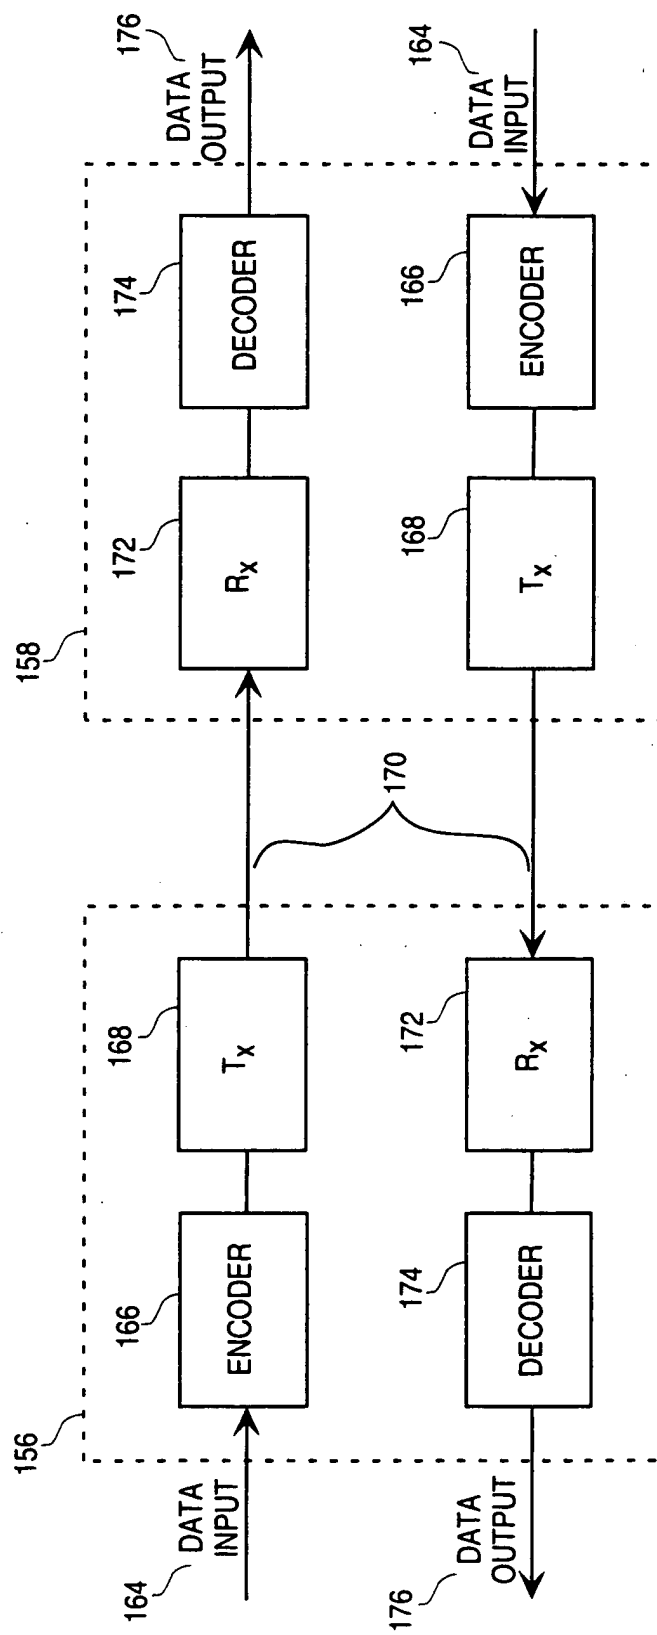 156
158
164
DATA
INPUT
166
ENCODER
168
Tx
172
Rx
174
DECODER
176
DATA
OUTPUT
170
176
DATA
OUTPUT
174
DECODER
172
Rx
168
Tx
166
ENCODER
164
DATA
INPUT